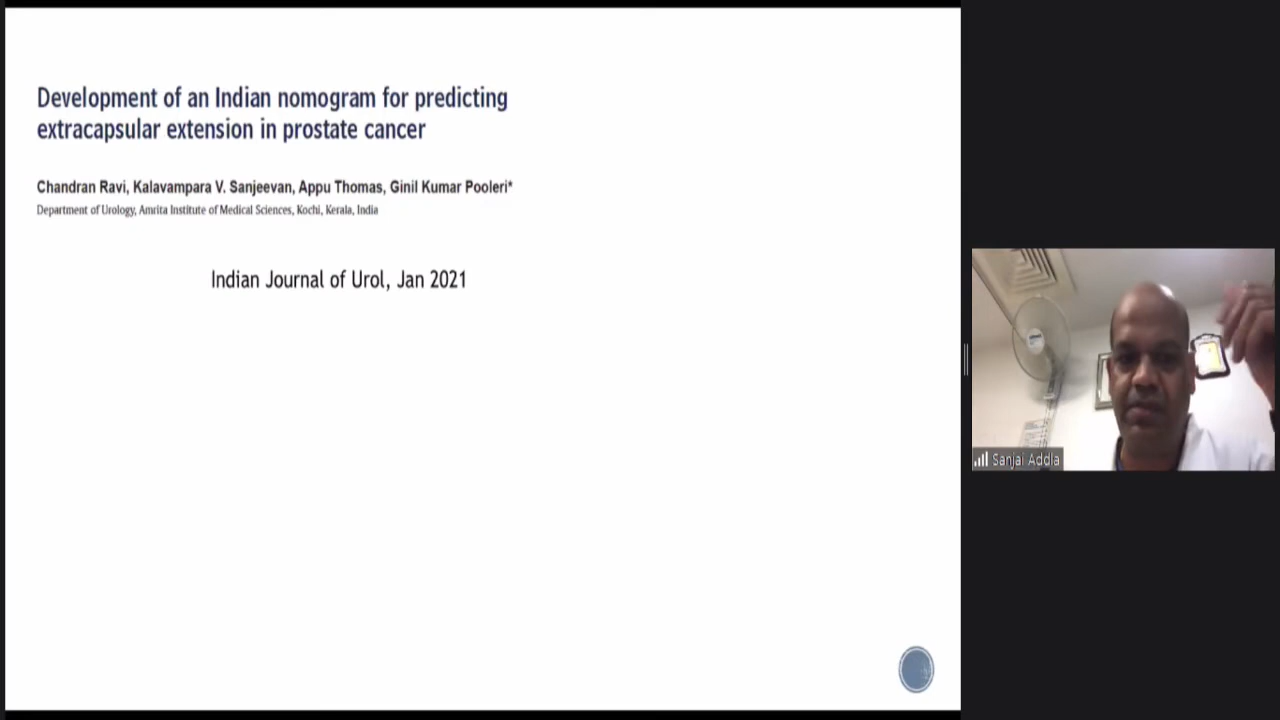 Development of an Indian nomogram for predicting
extracapsular extension in prostate cancer
Chandran Ravi, Kalavampara V. Sanjeevan, Appu Thomas, Ginil Kumar Pooleri*
Department of Urology, Amrita Institute of Medical Sciences, Kochi, Kerala, India
Indian Journal of Urol, Jan 2021
Sanjai Addla